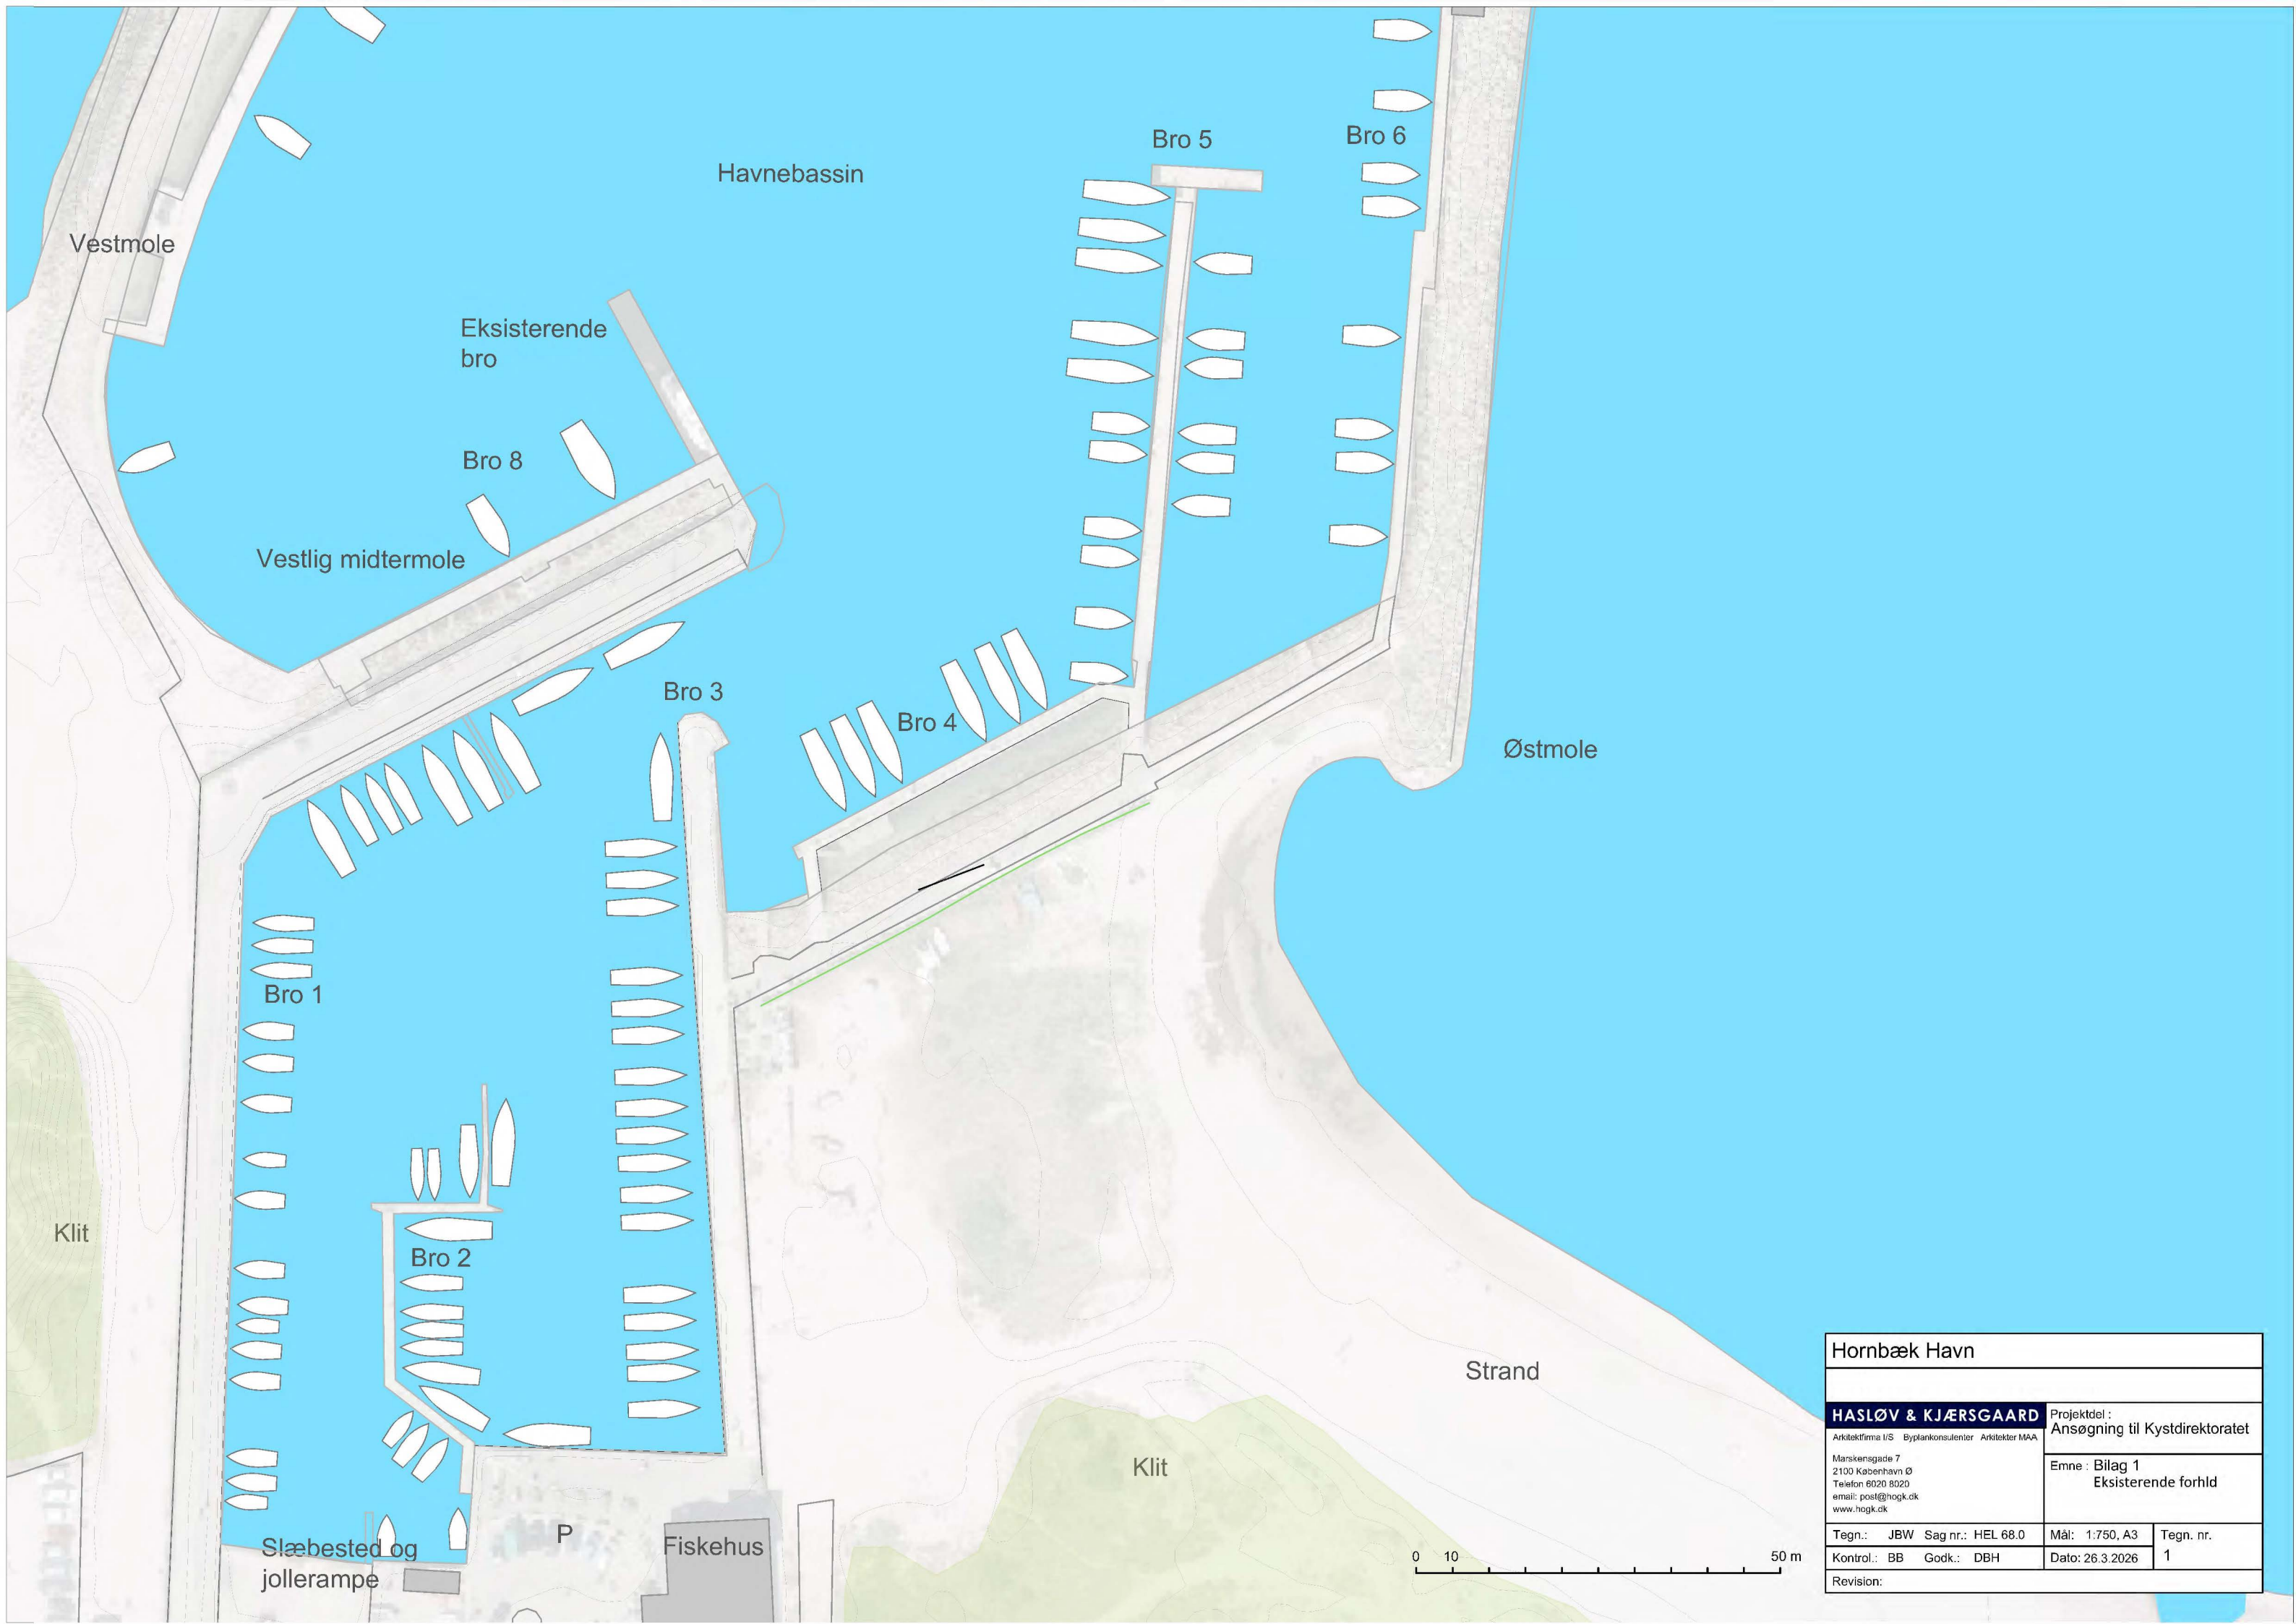 Bro 5
Bro 6
Havnebassin
Vestmole
Eksisterende
bro
Bro 8
Vestlig midtermole
Bro 3
Bro 4
Østmole
Bro 1
Klit
Bro 2
Strand
Klit
P
Fiskehus
Slæbested og
jollerampe
0 10 50 m
Hornbæk Havn
HASLØV & KJÆRSGAARD
Arkitektfirma I/S Byplankonsulenter Arkitekter MAA
Marskensgade 7
2100 København Ø
Telefon 6020 8020
email: post@hogk.dk
www.hogk.dk
Projektdel :
Ansøgning til Kystdirektoratet
Emne : Bilag 1
Eksisterende forhld
Tegn.: JBW Sag nr.: HEL 68.0
Mål: 1:750, A3
Tegn. nr.
1
Kontrol.: BB Godk.: DBH
Dato: 26.3.2026
Revision: